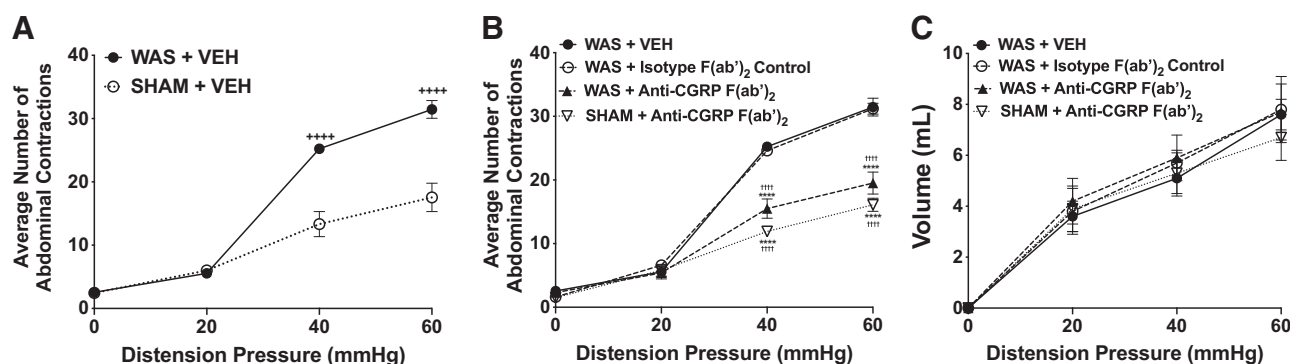 A
Average Number of
Abdominal Contractions
40
30
20
10
0
WAS + VEH
SHAM + VEH
++++
++++
0 20 40 60
Distension Pressure (mmHg)
B
Average Number of
Abdominal Contractions
40
30
20
10
0
WAS + VEH
WAS + Isotype F(ab')2 Control
WAS + Anti-CGRP F(ab')2
SHAM + Anti-CGRP F(ab')2
††††
****
††††
****
****
††††
****
††††
0 20 40 60
Distension Pressure (mmHg)
C
Volume (mL)
10
8
6
4
2
0
WAS + VEH
WAS + Isotype F(ab')2 Control
WAS + Anti-CGRP F(ab')2
SHAM + Anti-CGRP F(ab')2
0 20 40 60
Distension Pressure (mmHg)